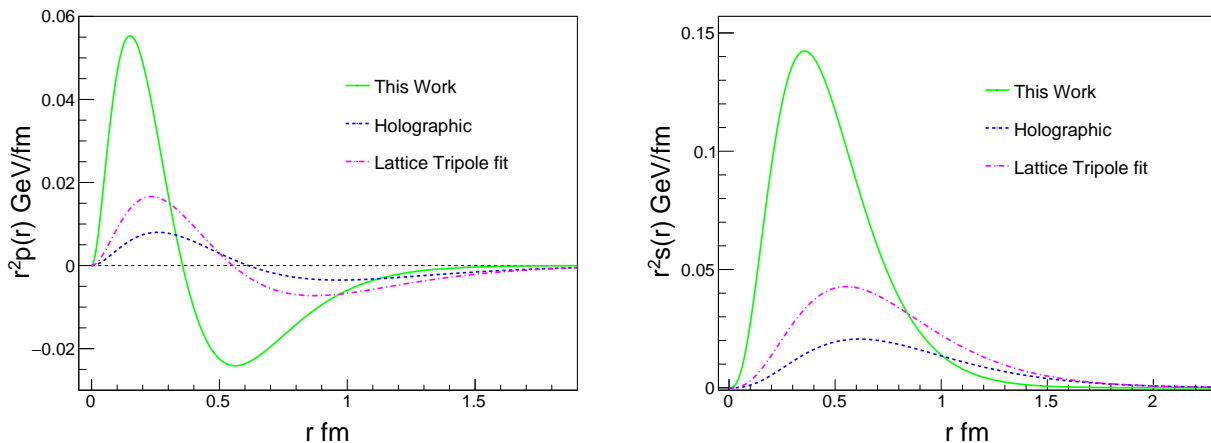 0.06
0.04
0.02
0
−0.02
r²p(r) GeV/fm
This Work
Holographic
Lattice Tripole fit
0 0.5 1 1.5
r fm
0.15
0.1
0.05
0
r²s(r) GeV/fm
This Work
Holographic
Lattice Tripole fit
0 0.5 1 1.5 2
r fm